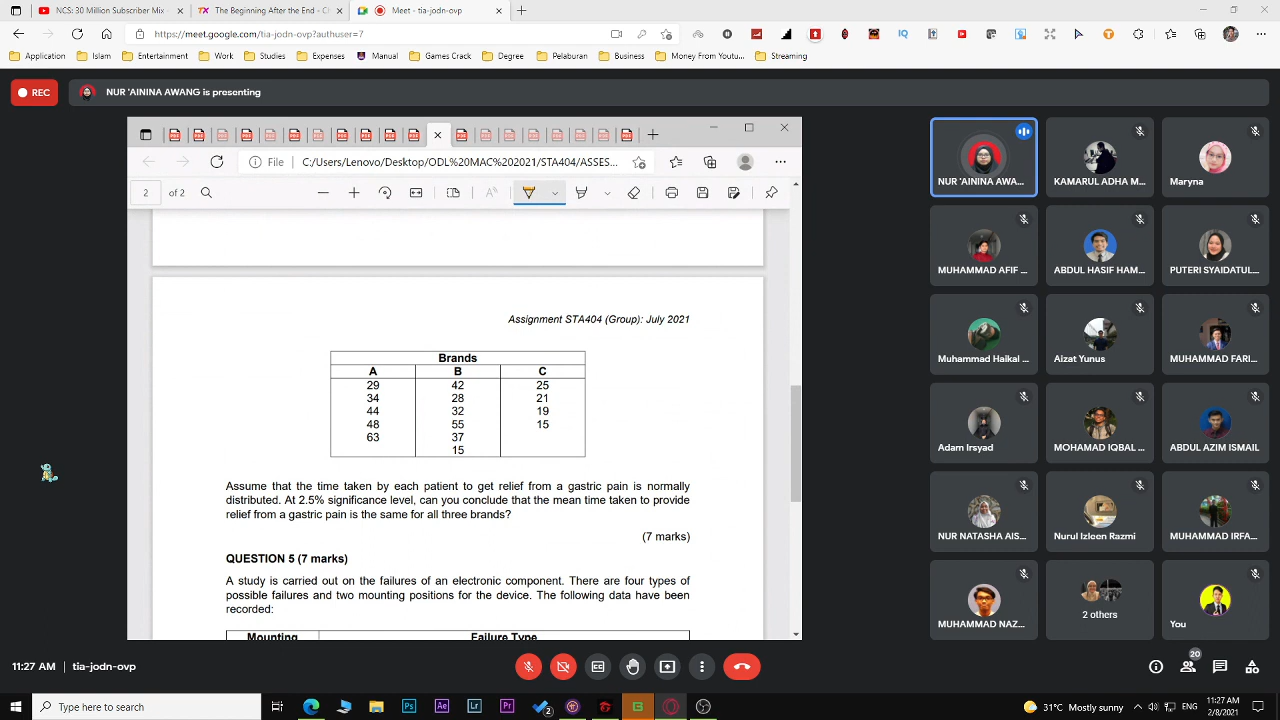 NCS: 30 Million Subscriber Mix -
The Beginning After the End - Ch
Meet - tia-jodn-ovp
https://meet.google.com/tia-jodn-ovp?authuser=7
Application
Islam
Entertainment
Work
Studies
Expenses
Manual
Games Crack
Degree
Pelaburan
Business
Money From Youtu...
Streaming
REC
NUR 'AININA AWANG is presenting
File
C:/Users/Lenovo/Desktop/ODL%20MAC%202021/STA404/ASSES...
2 of 2
Assignment STA404 (Group): July 2021
Brands
A B C
29 42 25
34 28 21
44 32 19
48 55 15
63 37
15
Assume that the time taken by each patient to get relief from a gastric pain is normally
distributed. At 2.5% significance level, can you conclude that the mean time taken to provide
relief from a gastric pain is the same for all three brands?
(7 marks)
QUESTION 5 (7 marks)
A study is carried out on the failures of an electronic component. There are four types of
possible failures and two mounting positions for the device. The following data have been
recorded:
Mounting Failure Type
NUR 'AININA AWA...
KAMARUL ADHA M...
Maryna
MUHAMMAD AFIF ...
ABDUL HASIF HAM...
PUTERI SYAIDATUL...
Muhammad Haikal ...
Aizat Yunus
MUHAMMAD FARI...
Adam Irsyad
MOHAMAD IQBAL ...
ABDUL AZIM ISMAIL
NUR NATASHA AIS...
Nurul Izleen Razmi
MUHAMMAD IRFA...
MUHAMMAD NAZ...
2 others
You
11:27 AM | tia-jodn-ovp
20
Type here to search
31°C Mostly sunny
ENG
11:27 AM
2/8/2021